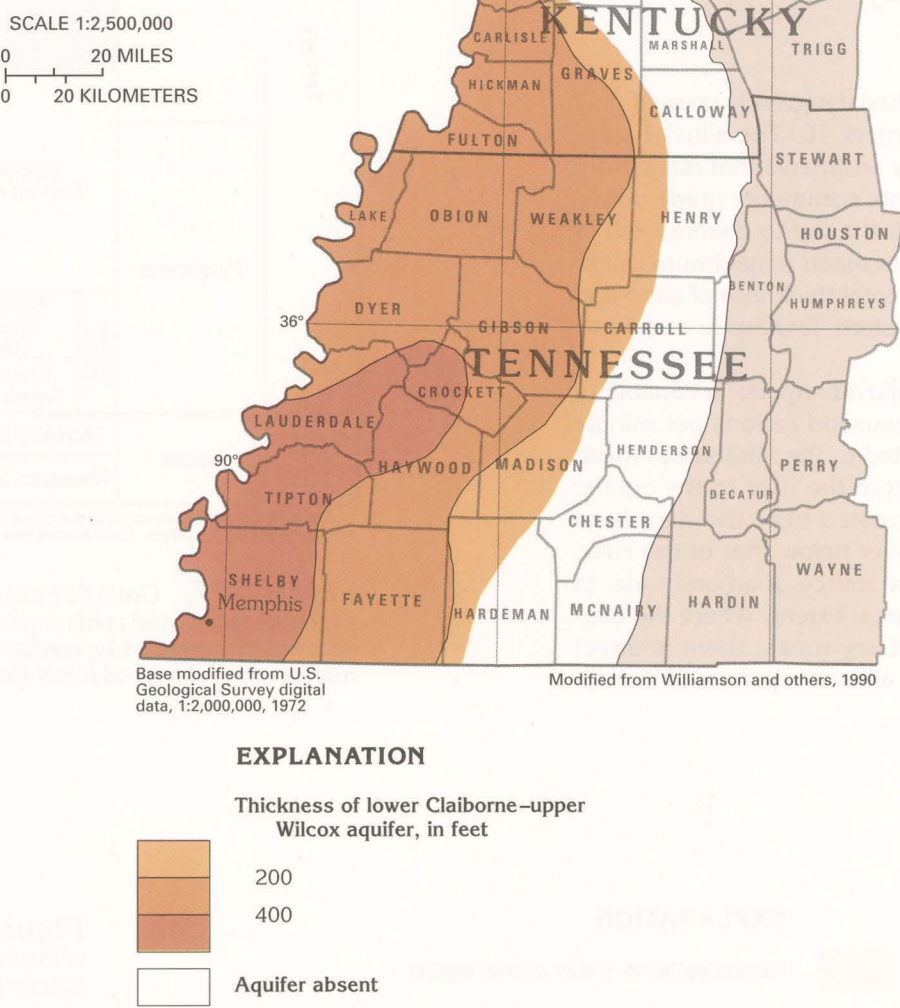 SCALE 1:2,500,000
0 20 MILES
0 20 KILOMETERS
KENTUCKY
CARLISLE
MARSHALL
TRIGG
GRAVES
HICKMAN
CALLOWAY
FULTON
STEWART
LAKE
OBION
WEAKLEY
HENRY
HOUSTON
BENTON
HUMPHREYS
DYER
36°
GIBSON
CARROLL
TENNESSEE
CROCKETT
LAUDERDALE
HENDERSON
90°
HAYWOOD
MADISON
PERRY
TIPTON
DECATUR
CHESTER
WAYNE
SHELBY
Memphis
FAYETTE
HARDEMAN
MCNAIRY
HARDIN
Base modified from U.S.
Geological Survey digital
data, 1:2,000,000, 1972
Modified from Williamson and others, 1990
EXPLANATION
Thickness of lower Claiborne–upper
Wilcox aquifer, in feet
200
400
Aquifer absent